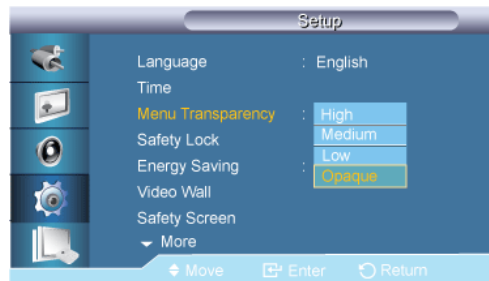 Setup
Language : English
Time
Menu Transparency : High
Medium
Safety Lock
Low
Energy Saving : Opaque
Video Wall
Safety Screen
More
Move Enter Return